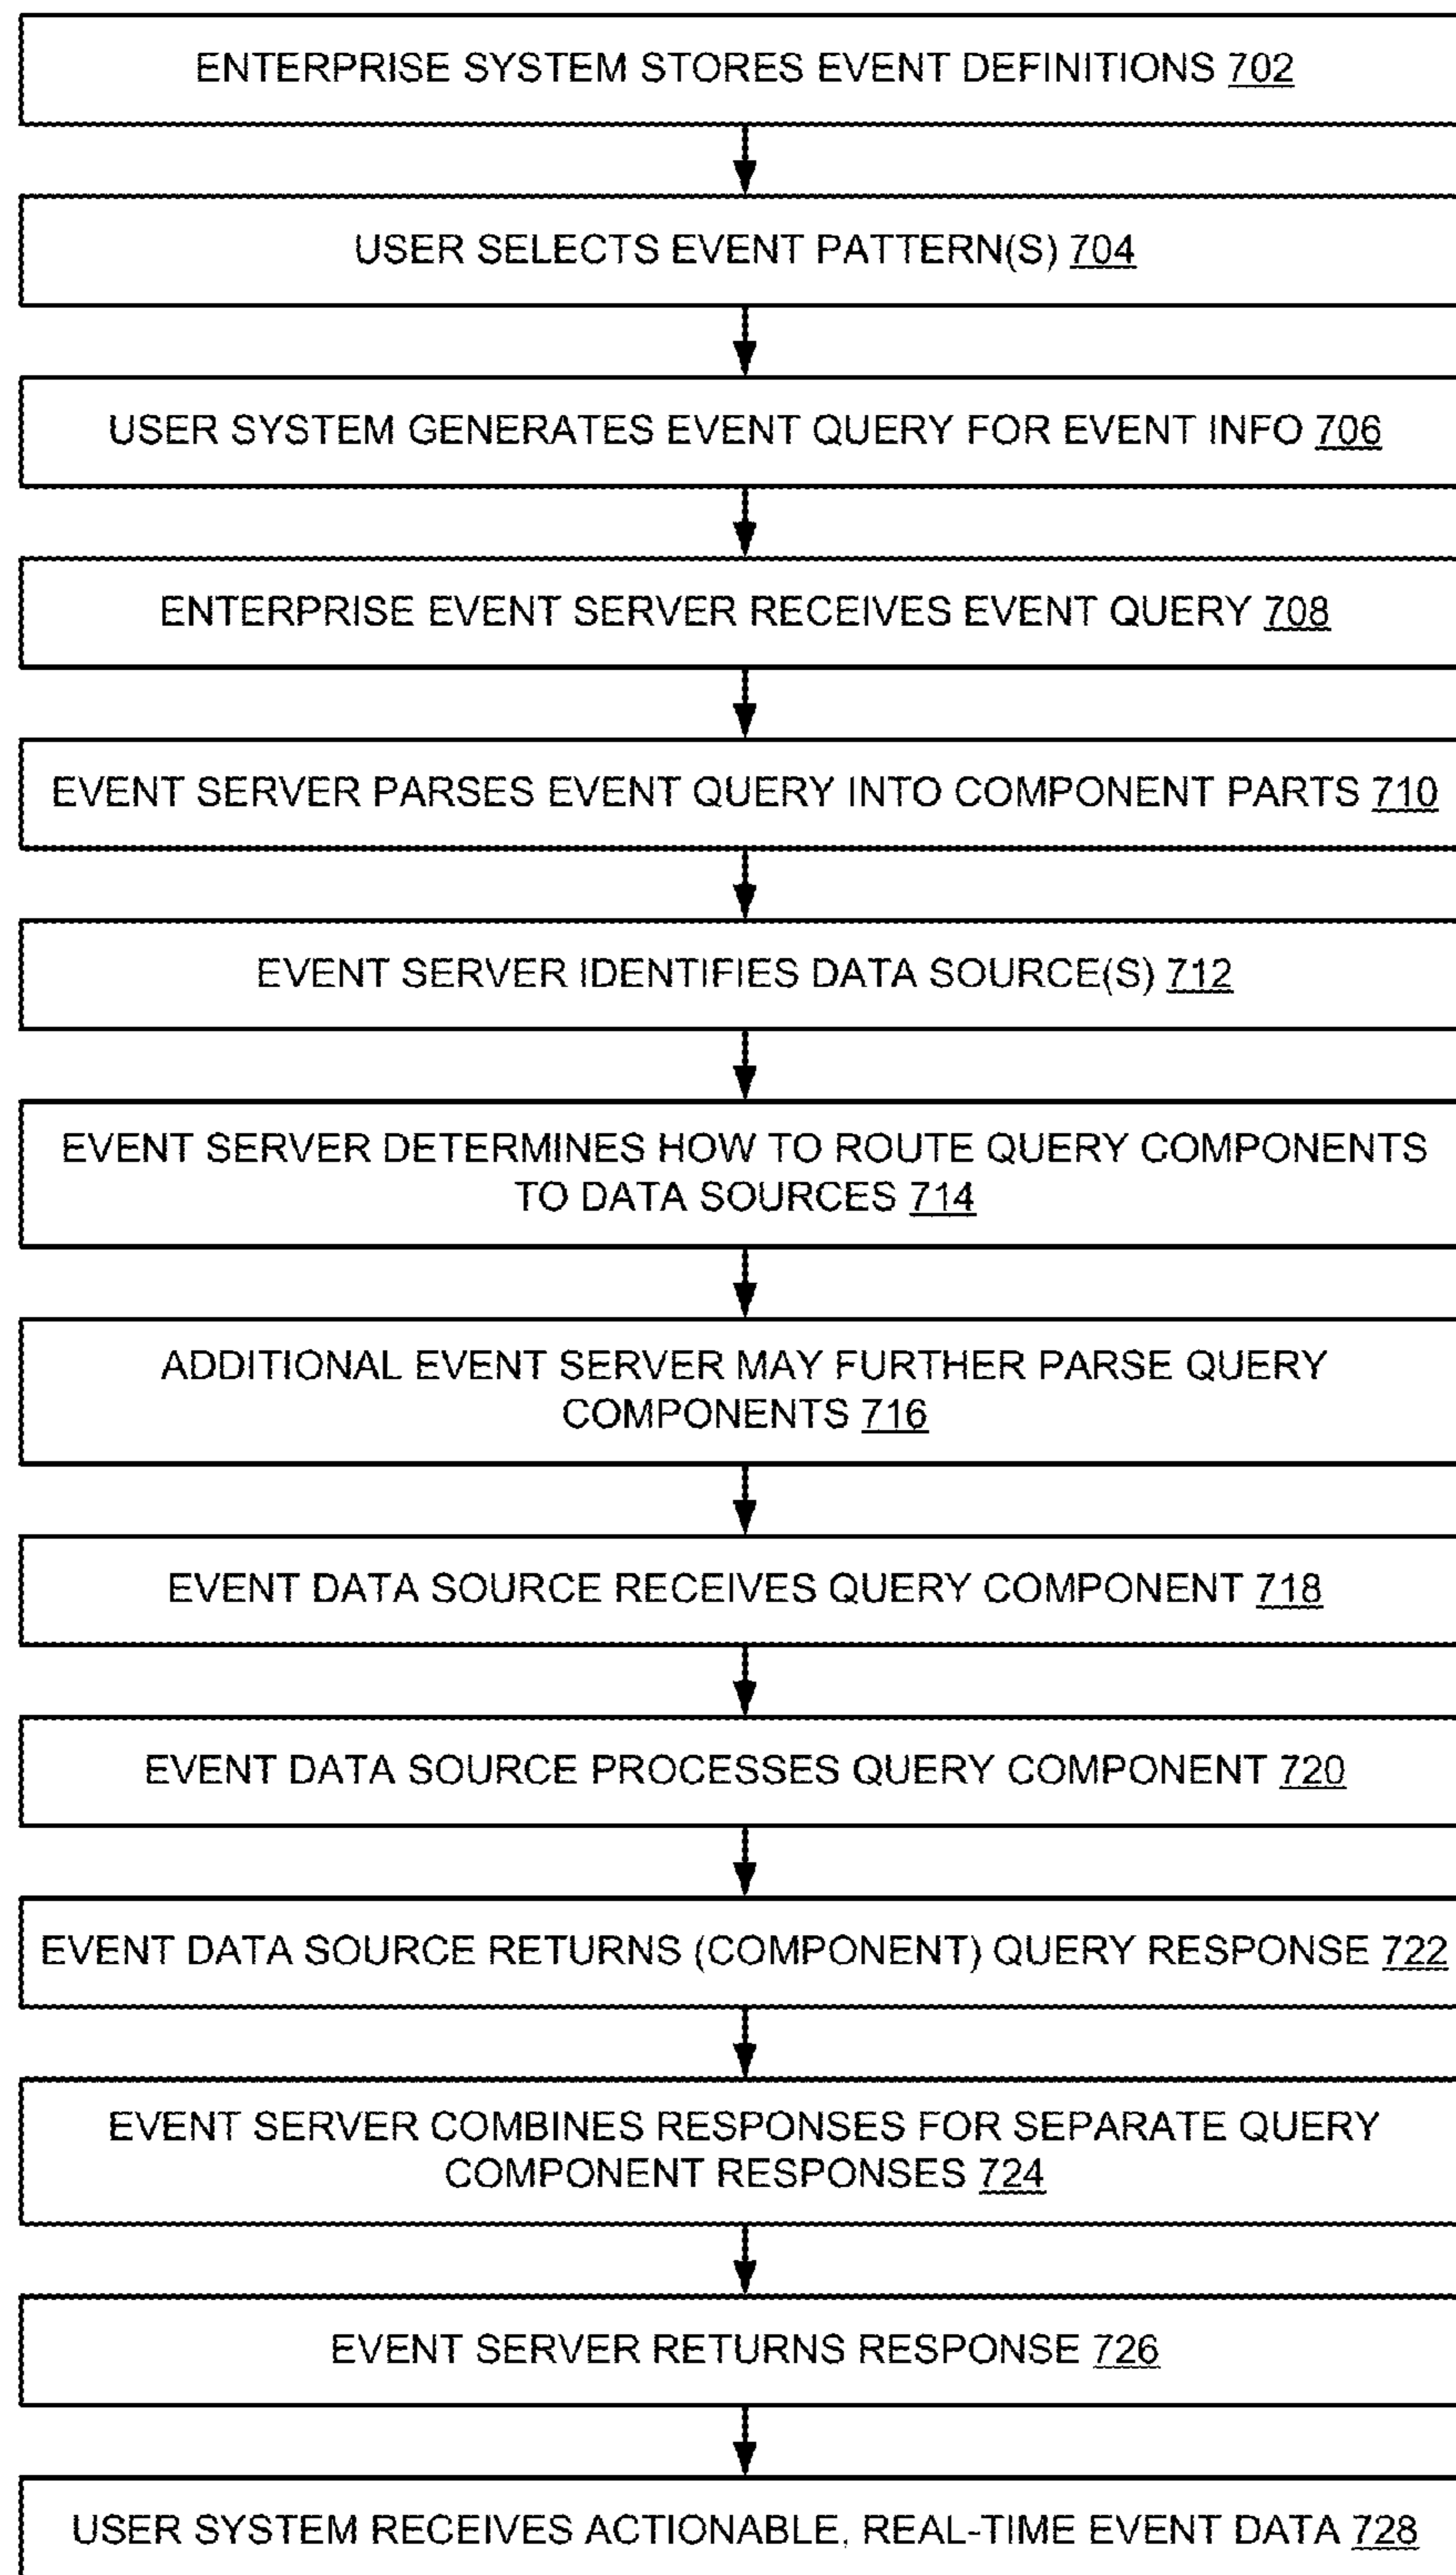 ENTERPRISE SYSTEM STORES EVENT DEFINITIONS 702
USER SELECTS EVENT PATTERN(S) 704
USER SYSTEM GENERATES EVENT QUERY FOR EVENT INFO 706
ENTERPRISE EVENT SERVER RECEIVES EVENT QUERY 708
EVENT SERVER PARSES EVENT QUERY INTO COMPONENT PARTS 710
EVENT SERVER IDENTIFIES DATA SOURCE(S) 712
EVENT SERVER DETERMINES HOW TO ROUTE QUERY COMPONENTS
TO DATA SOURCES 714
ADDITIONAL EVENT SERVER MAY FURTHER PARSE QUERY
COMPONENTS 716
EVENT DATA SOURCE RECEIVES QUERY COMPONENT 718
EVENT DATA SOURCE PROCESSES QUERY COMPONENT 720
EVENT DATA SOURCE RETURNS (COMPONENT) QUERY RESPONSE 722
EVENT SERVER COMBINES RESPONSES FOR SEPARATE QUERY
COMPONENT RESPONSES 724
EVENT SERVER RETURNS RESPONSE 726
USER SYSTEM RECEIVES ACTIONABLE, REAL-TIME EVENT DATA 728